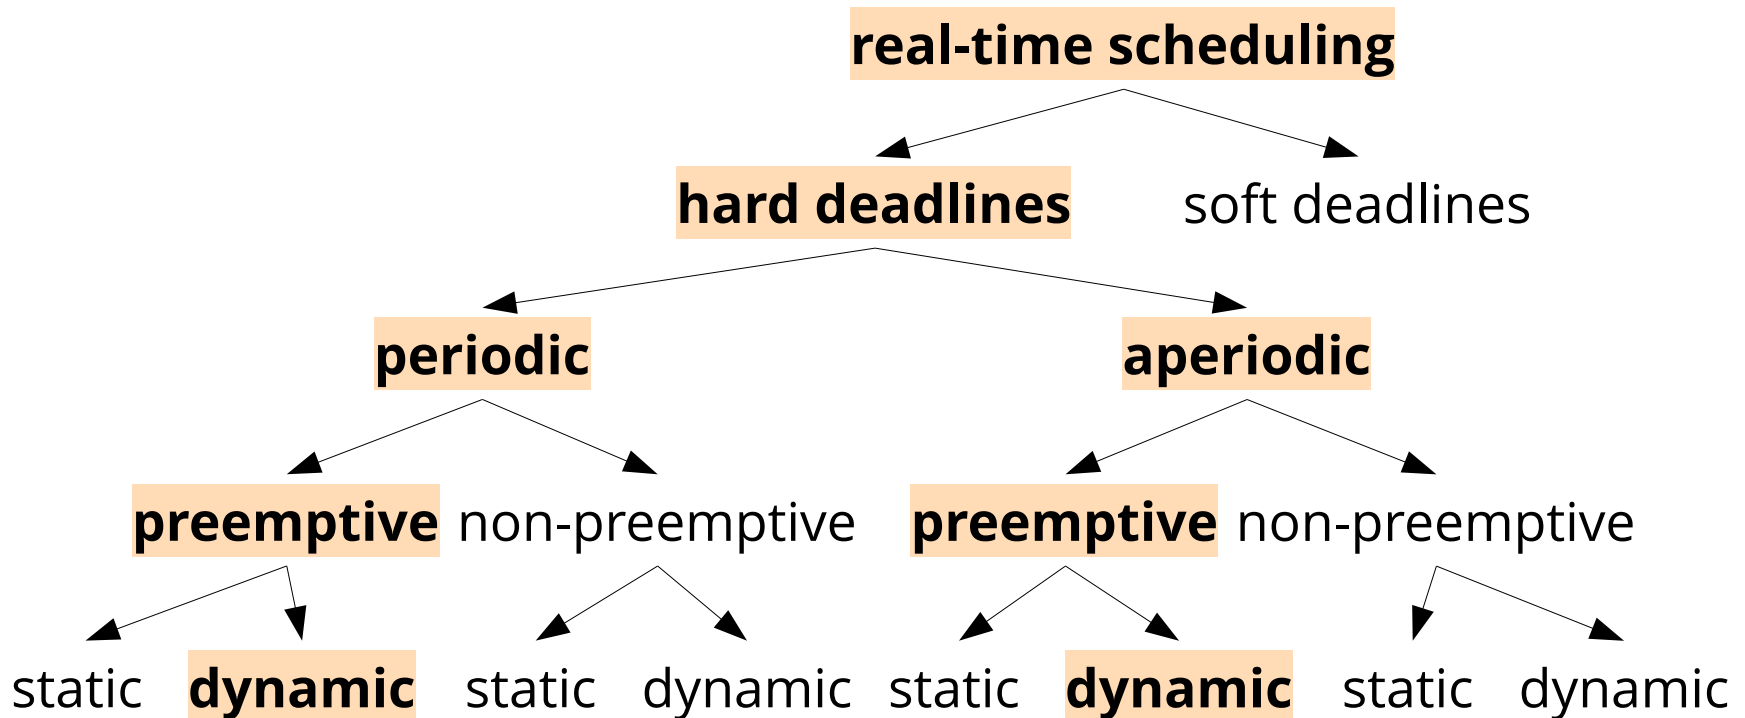 real-time scheduling
hard deadlines soft deadlines
periodic aperiodic
preemptive non-preemptive preemptive non-preemptive
static dynamic static dynamic static dynamic static dynamic